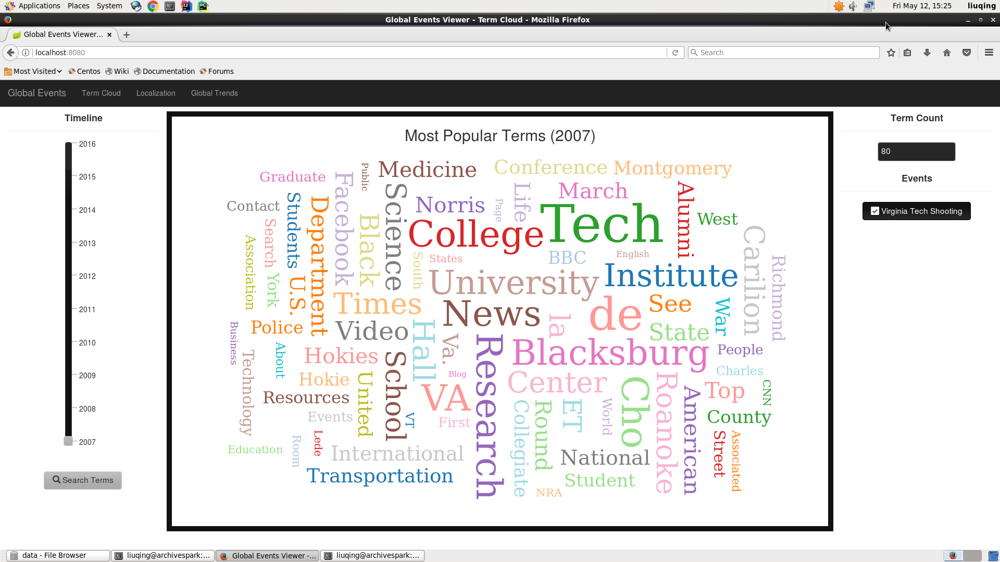 Applications Places System
Fri May 12, 15:25 liuqing
Global Events Viewer - Term Cloud - Mozilla Firefox
Global Events Viewer...
localhost:8080
Search
Most Visited Centos Wiki Documentation Forums
Global Events Term Cloud Localization Global Trends
Timeline
2016
2015
2014
2013
2012
2011
2010
2009
2008
2007
Search Terms
Most Popular Terms (2007)
Public
Medicine
Conference
Montgomery
Graduate
Facebook
Science
Life
March
Alumni
Contact
Students
Department
Norris
Page
Tech
West
Search
Black
College
Carilion
Association
South
States
BBC
English
Richmond
York
U.S.
University
Institute
Times
News
de
See
War
la
Business
Police
Video
Hall
Va.
State
Research
Blacksburg
People
About
Technology
Hokies
School
Blog
Charles
Hokie
United
Center
Cho
Roanoke
Top
CNN
Resources
VA
American
Events
VT
First
Collegiate
Round
ET
World
County
Education
Room
Lede
International
National
Street
Associated
Transportation
Student
NRA
Term Count
80
Events
Virginia Tech Shooting
data - File Browser
liuqing@archivespark:...
Global Events Viewer -...
liuqing@archivespark:...